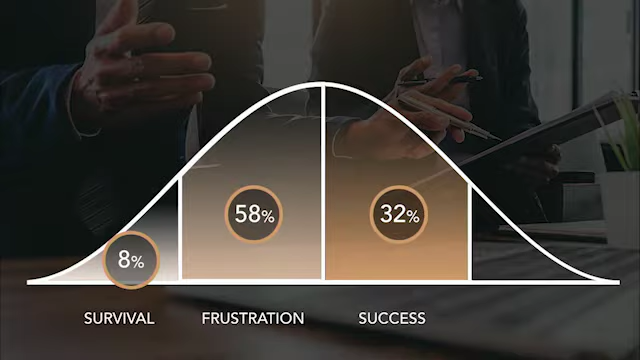 58%
32%
8%
SURVIVAL
FRUSTRATION
SUCCESS